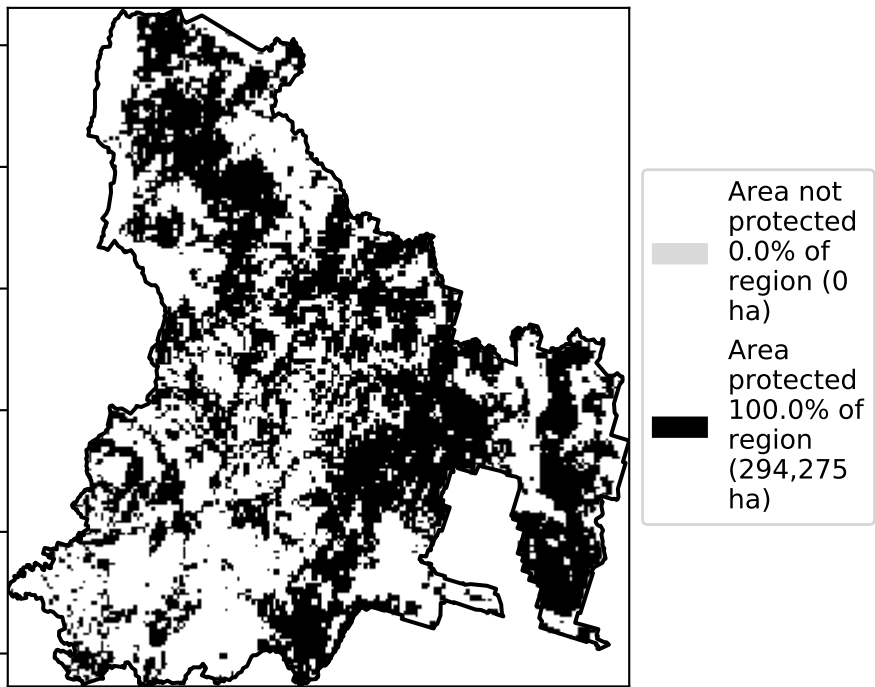 Area not
protected
0.0% of
region (0
ha)
Area
protected
100.0% of
region
(294,275
ha)